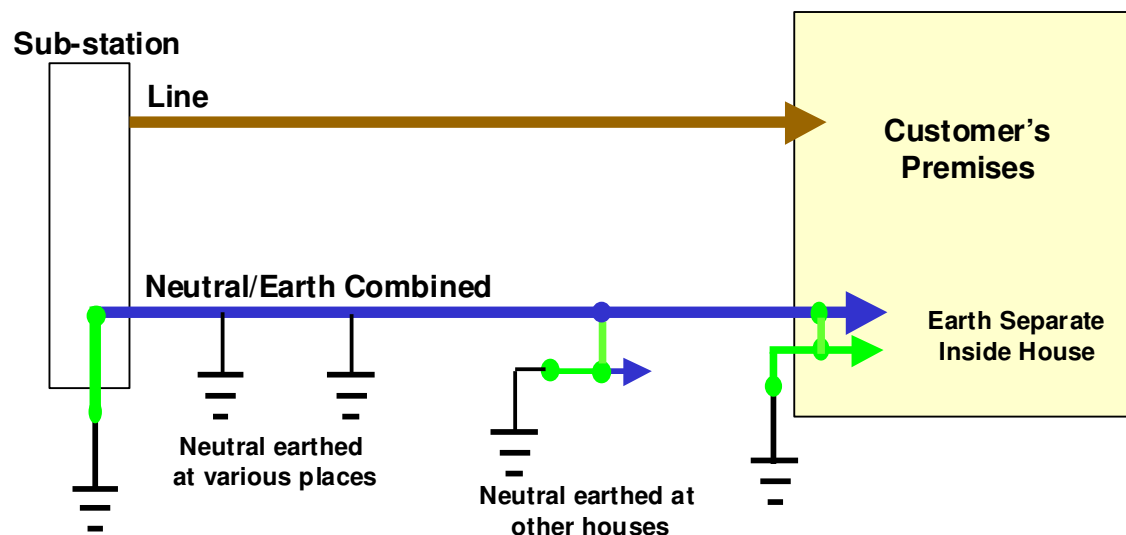 Sub-station
Line
Customer’s
Premises
Neutral/Earth Combined
Earth Separate
Inside House
Neutral earthed
at various places
Neutral earthed at
other houses